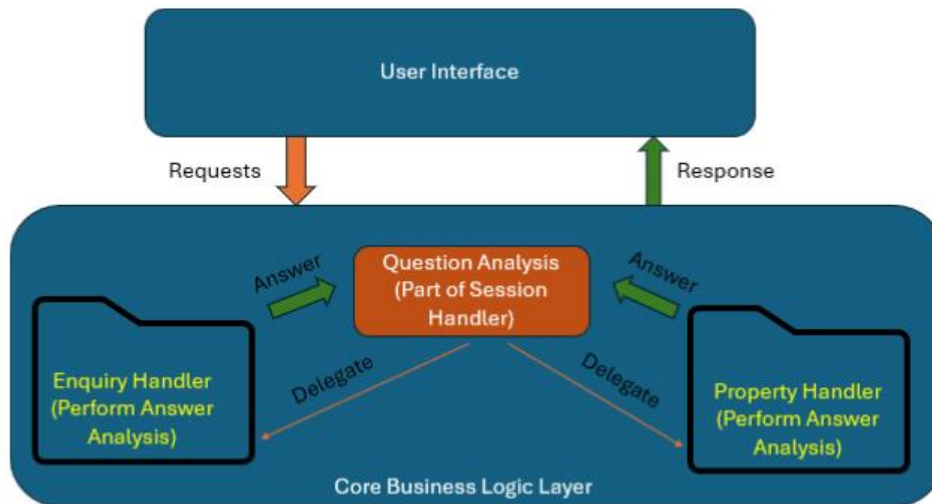 User Interface
Requests
Response
Answer
Question Analysis
(Part of Session
Handler)
Answer
Enquiry Handler
(Perform Answer
Analysis)
Delegate
Delegate
Property Handler
(Perform Answer
Analysis)
Core Business Logic Layer